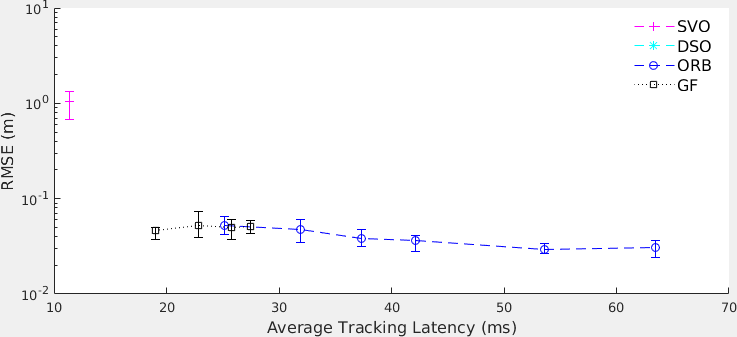 10^1
10^0
10^-1
10^-2
RMSE (m)
SVO
DSO
ORB
GF
10 20 30 40 50 60 70
Average Tracking Latency (ms)